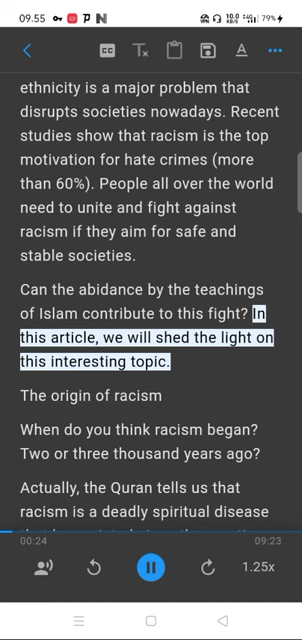 09.55
10.0
KB/S
79%
CC
A
ethnicity is a major problem that
disrupts societies nowadays. Recent
studies show that racism is the top
motivation for hate crimes (more
than 60%). People all over the world
need to unite and fight against
racism if they aim for safe and
stable societies.
Can the abidance by the teachings
of Islam contribute to this fight? In
this article, we will shed the light on
this interesting topic.
The origin of racism
When do you think racism began?
Two or three thousand years ago?
Actually, the Quran tells us that
racism is a deadly spiritual disease
00:24
09:23
1.25x